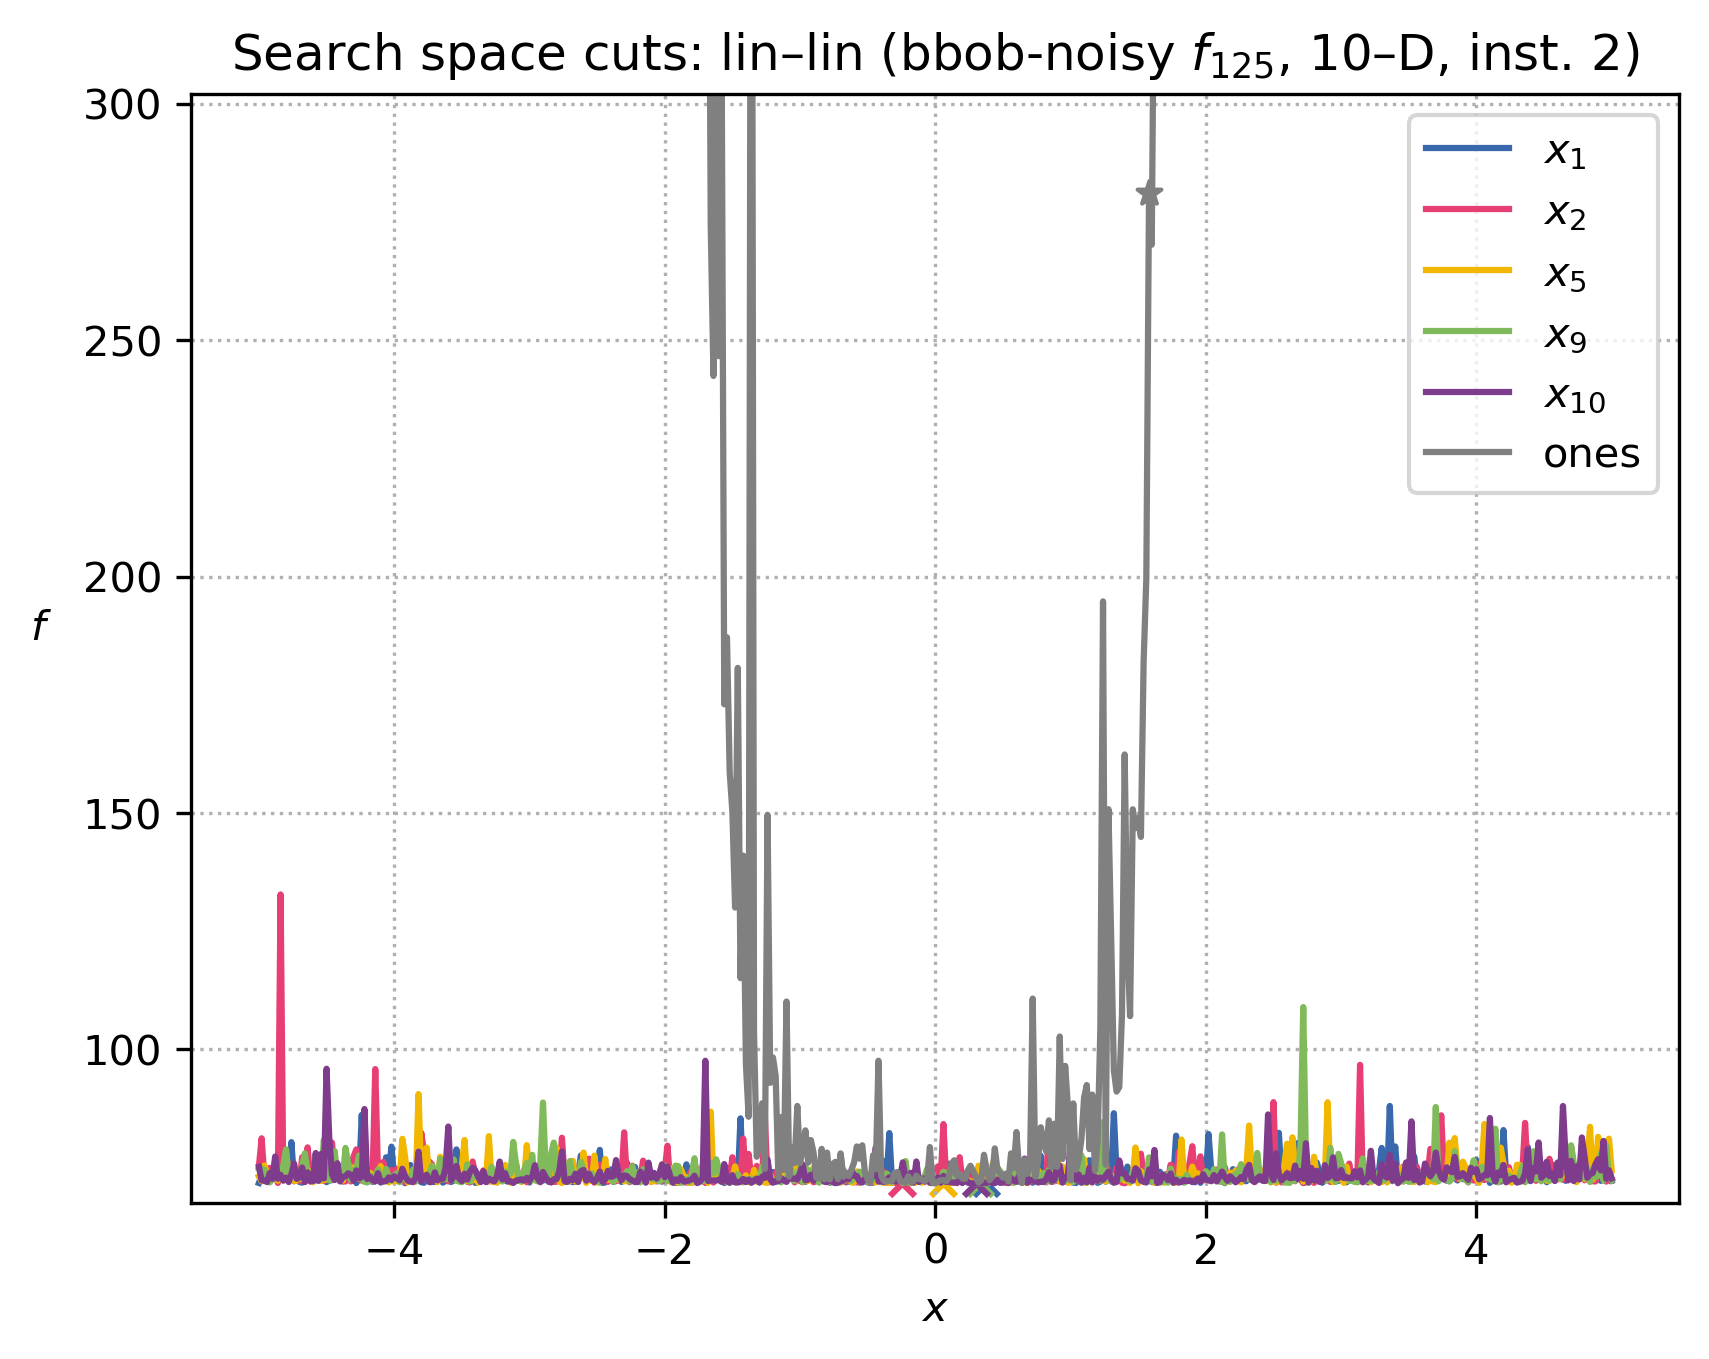 Search space cuts: lin–lin (bbob-noisy f₁₂₅, 10–D, inst. 2)
300
250
200
150
100
f
−4
−2
0
2
4
x
x₁
x₂
x₅
x₉
x₁₀
ones